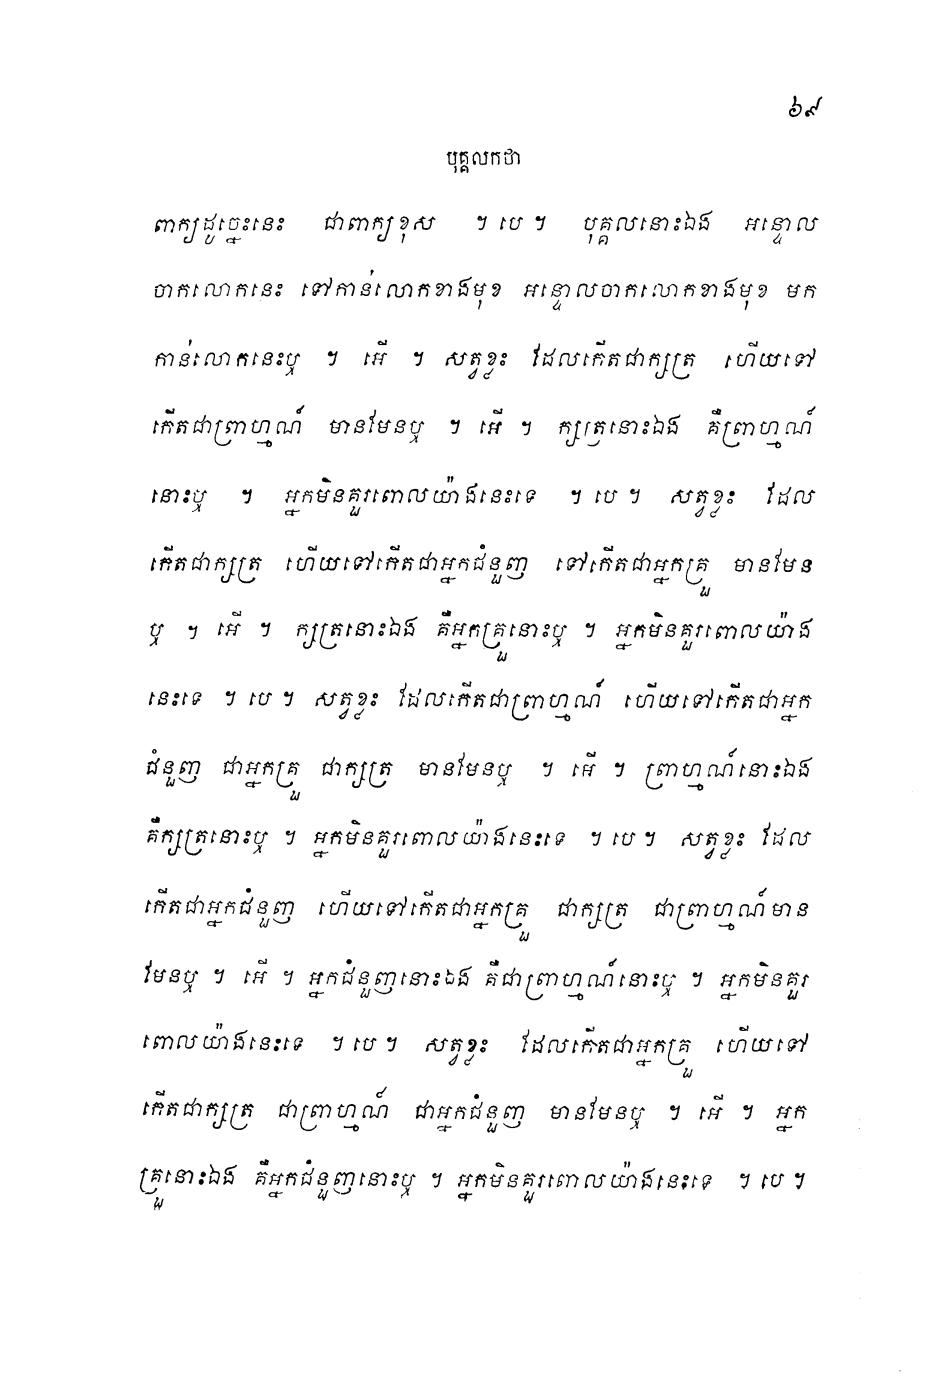 ៦៩
បុគ្គលកថា
ពាក្យដូច្នេះនេះ ជាពាក្យខុស ។ បេ ។ បុគ្គលនោះឯង អន្ទោល
ចាកលោកនេះ ទៅកាន់លោកខាងមុខ អន្ទោលចាកលោកខាងមុខ មក
កាន់លោកនេះឬ ។ អើ ។ សត្វខ្លះ ដែលកើតជាក្សត្រ ហើយទៅ
កើតជាព្រាហ្មណ៍ មានមែនឬ ។ អើ ។ ក្សត្រនោះឯង គឺព្រាហ្មណ៍
នោះឬ ។ អ្នកមិនគួរពោលយ៉ាងនេះទេ ។ បេ ។ សត្វខ្លះ ដែល
កើតជាក្សត្រ ហើយទៅកើតជាអ្នកជំនួញ ទៅកើតជាអ្នកគ្រួ មានមែន
ឬ ។ អើ ។ ក្សត្រនោះឯង គឺអ្នកគ្រួនោះឬ ។ អ្នកមិនគួរពោលយ៉ាង
នេះទេ ។ បេ ។ សត្វខ្លះ ដែលកើតជាព្រាហ្មណ៍ ហើយទៅកើតជាអ្នក
ជំនួញ ជាអ្នកគ្រួ ជាក្សត្រ មានមែនឬ ។ អើ ។ ព្រាហ្មណ៍នោះឯង
គឺក្សត្រនោះឬ ។ អ្នកមិនគួរពោលយ៉ាងនេះទេ ។ បេ ។ សត្វខ្លះ ដែល
កើតជាអ្នកជំនួញ ហើយទៅកើតជាអ្នកគ្រួ ជាក្សត្រ ជាព្រាហ្មណ៍មាន
មែនឬ ។ អើ ។ អ្នកជំនួញនោះឯង គឺជាព្រាហ្មណ៍នោះឬ ។ អ្នកមិនគួរ
ពោលយ៉ាងនេះទេ ។ បេ ។ សត្វខ្លះ ដែលកើតជាអ្នកគ្រួ ហើយទៅ
កើតជាក្សត្រ ជាព្រាហ្មណ៍ ជាអ្នកជំនួញ មានមែនឬ ។ អើ ។ អ្នក
គ្រួនោះឯង គឺអ្នកជំនួញនោះឬ ។ អ្នកមិនគួរពោលយ៉ាងនេះទេ ។ បេ ។